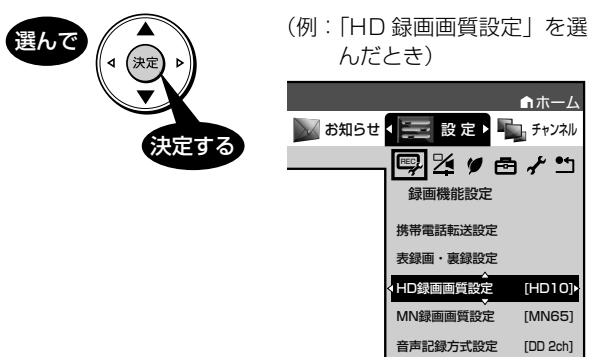 選んで
決定
決定する
(例:「HD 録画画質設定」を選
んだとき)
ホーム
お知らせ
設定
チャンネル
REC
録画機能設定
携帯電話転送設定
表録画・裏録設定
HD録画画質設定 [HD10]
MN録画画質設定 [MN65]
音声記録方式設定 [DD 2ch]